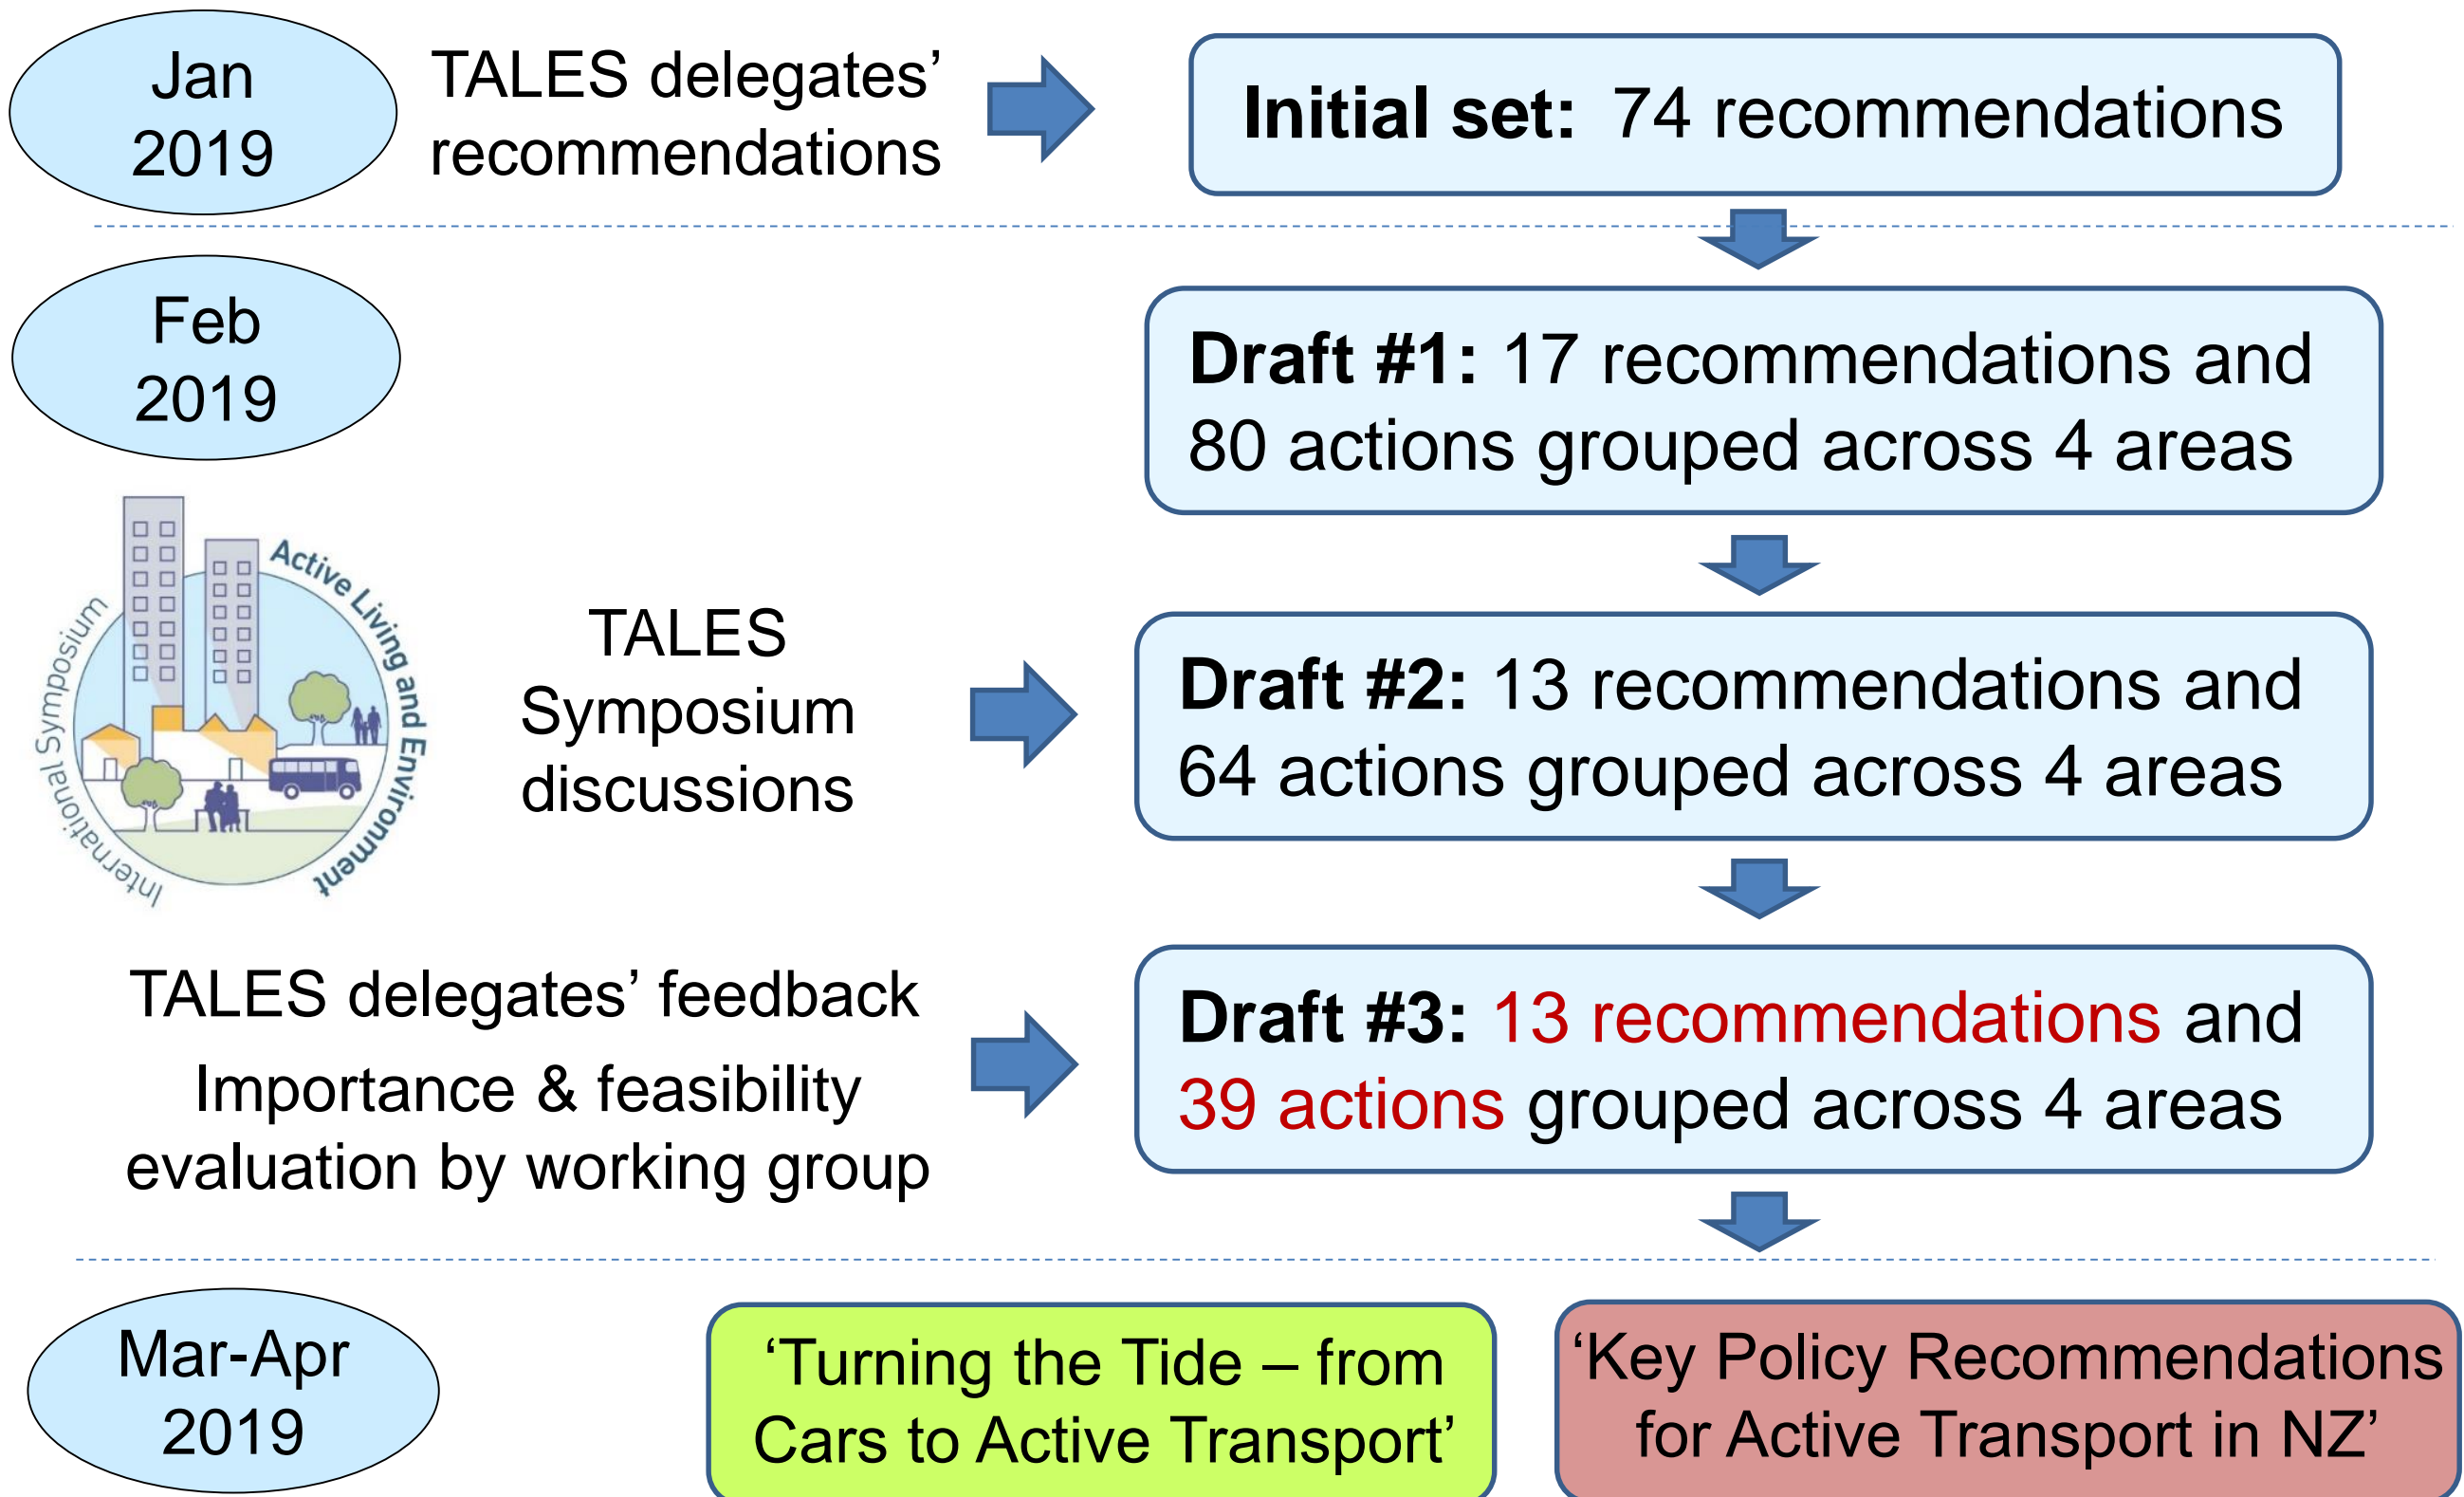 Jan
2019
TALES delegates’
recommendations
Initial set: 74 recommendations
Feb
2019
Draft #1: 17 recommendations and
80 actions grouped across 4 areas
International Symposium
Active Living and Environment
TALES
Symposium
discussions
Draft #2: 13 recommendations and
64 actions grouped across 4 areas
TALES delegates’ feedback
Importance & feasibility
evaluation by working group
Draft #3: 13 recommendations and
39 actions grouped across 4 areas
Mar-Apr
2019
‘Turning the Tide – from
Cars to Active Transport’
‘Key Policy Recommendations
for Active Transport in NZ’